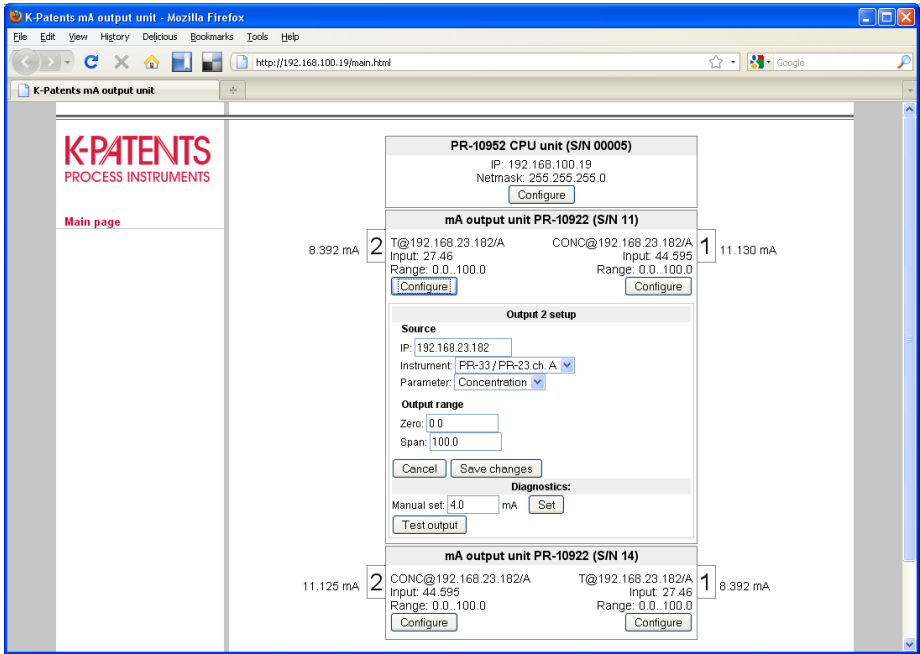 K-Patents mA output unit - Mozilla Firefox
File Edit View History Delicious Bookmarks Tools Help
http://192.168.100.19/main.html
Google
K-Patents mA output unit
K-PATENTS
PROCESS INSTRUMENTS
Main page
PR-10952 CPU unit (S/N 00005)
IP: 192.168.100.19
Netmask: 255.255.255.0
Configure
mA output unit PR-10922 (S/N 11)
8.392 mA 2 T@192.168.23.182/A CONC@192.168.23.182/A 1 11.130 mA
Input: 27.46 Input: 44.595
Range: 0.0..100.0 Range: 0.0..100.0
Configure Configure
Output 2 setup
Source
IP: 192.168.23.182
Instrument: PR-33 / PR-23 ch. A
Parameter: Concentration
Output range
Zero: 0.0
Span: 100.0
Cancel Save changes
Diagnostics:
Manual set: 4.0 mA Set
Test output
mA output unit PR-10922 (S/N 14)
11.125 mA 2 CONC@192.168.23.182/A T@192.168.23.182/A 1 8.392 mA
Input: 44.595 Input: 27.46
Range: 0.0..100.0 Range: 0.0..100.0
Configure Configure